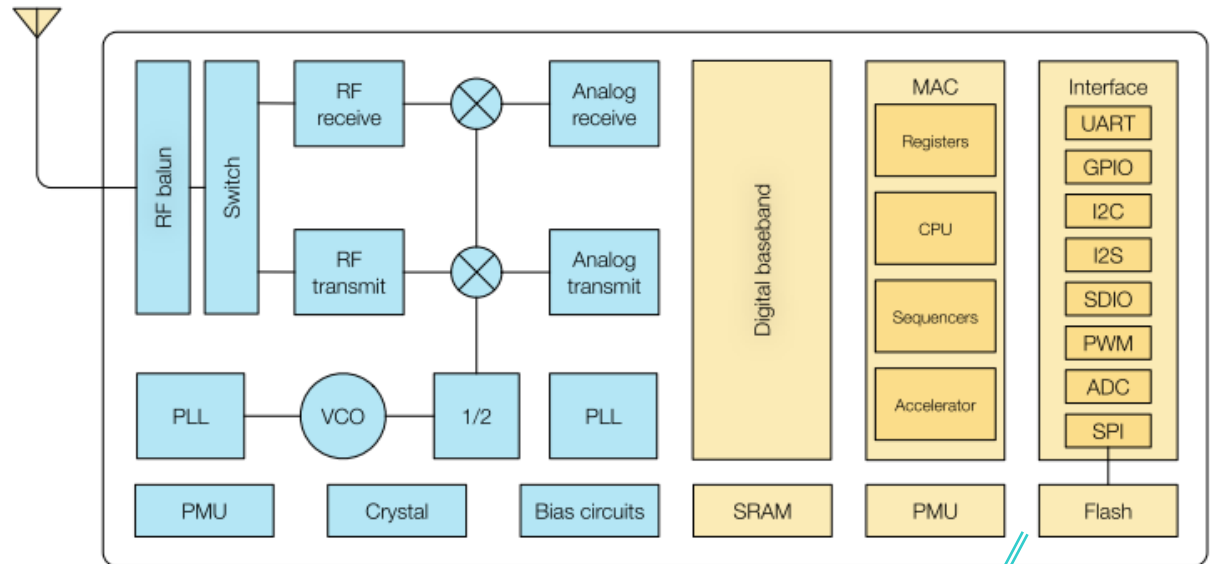 RF balun
Switch
RF
receive
Analog
receive
RF
transmit
Analog
transmit
PLL
VCO
1/2
PLL
PMU
Crystal
Bias circuits
Digital baseband
SRAM
MAC
Registers
CPU
Sequencers
Accelerator
PMU
Interface
UART
GPIO
I2C
I2S
SDIO
PWM
ADC
SPI
Flash